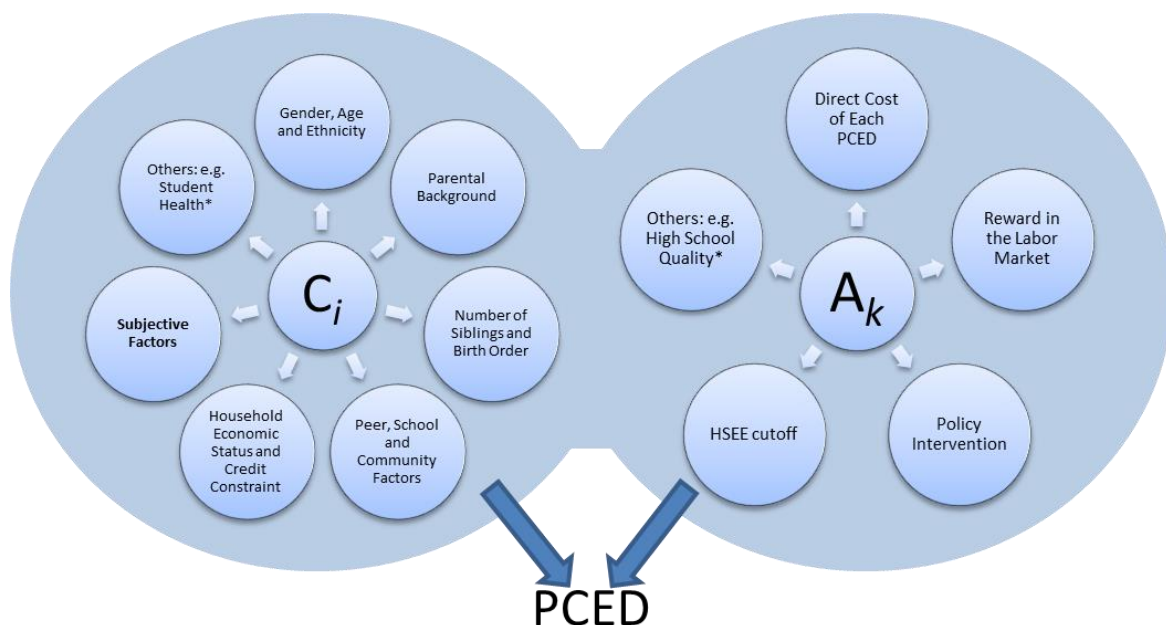 Gender, Age
and Ethnicity
Parental
Background
Number of
Siblings and
Birth Order
Peer, School
and
Community
Factors
Household
Economic
Status and
Credit
Constraint
Subjective
Factors
Others: e.g.
Student
Health*
Ci
Direct Cost
of Each
PCED
Reward in
the Labor
Market
Policy
Intervention
HSEE cutoff
Others: e.g.
High School
Quality*
Ak
PCED